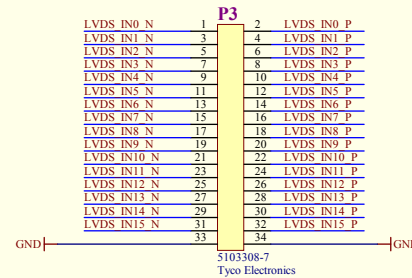 P3
LVDS_IN0_N 1 2 LVDS_IN0_P
LVDS_IN1_N 3 4 LVDS_IN1_P
LVDS_IN2_N 5 6 LVDS_IN2_P
LVDS_IN3_N 7 8 LVDS_IN3_P
LVDS_IN4_N 9 10 LVDS_IN4_P
LVDS_IN5_N 11 12 LVDS_IN5_P
LVDS_IN6_N 13 14 LVDS_IN6_P
LVDS_IN7_N 15 16 LVDS_IN7_P
LVDS_IN8_N 17 18 LVDS_IN8_P
LVDS_IN9_N 19 20 LVDS_IN9_P
LVDS_IN10_N 21 22 LVDS_IN10_P
LVDS_IN11_N 23 24 LVDS_IN11_P
LVDS_IN12_N 25 26 LVDS_IN12_P
LVDS_IN13_N 27 28 LVDS_IN13_P
LVDS_IN14_N 29 30 LVDS_IN14_P
LVDS_IN15_N 31 32 LVDS_IN15_P
GND 33 34 GND
5103308-7
Tyco Electronics